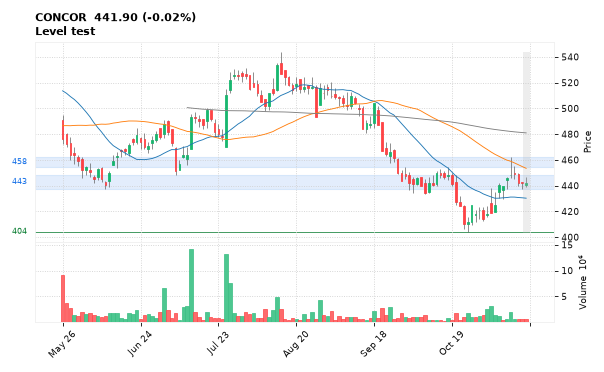 CONCOR 441.90 (-0.02%)
Level test
540
520
500
480
460
440
420
400
Price
458
443
404
15
10
5
Volume 10⁴
May 26
Jun 24
Jul 23
Aug 20
Sep 18
Oct 19